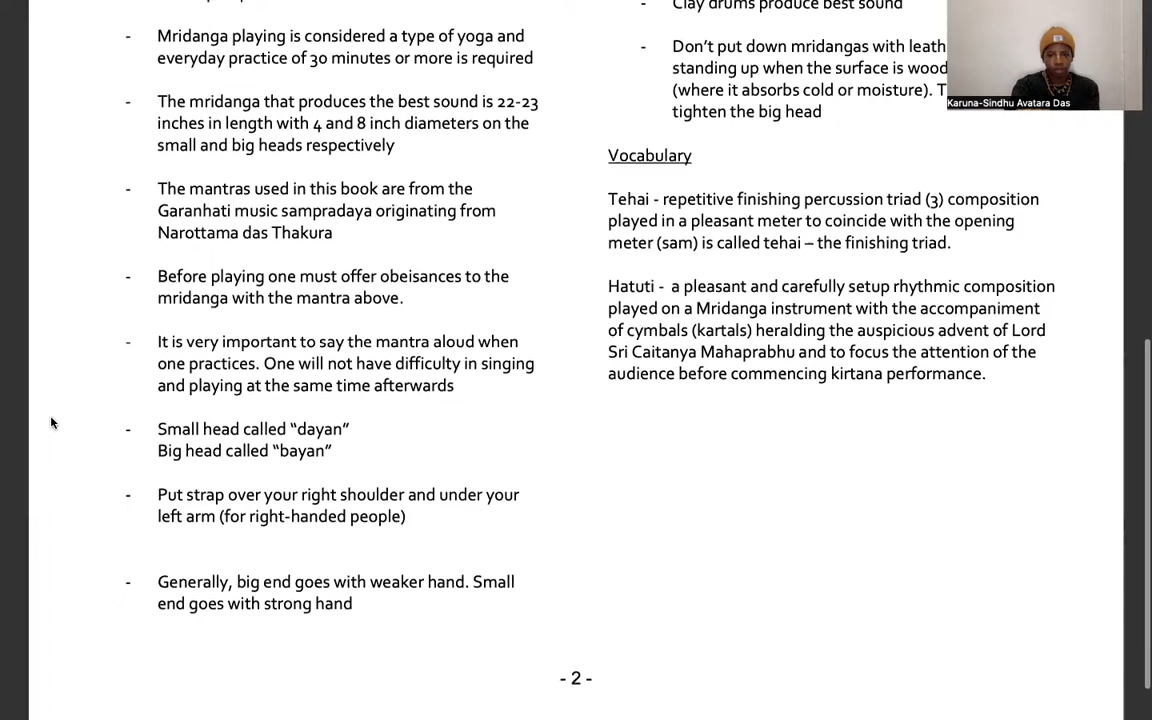 - Mridanga playing is considered a type of yoga and
everyday practice of 30 minutes or more is required
- The mridanga that produces the best sound is 22-23
inches in length with 4 and 8 inch diameters on the
small and big heads respectively
- The mantras used in this book are from the
Garanhati music sampradaya originating from
Narottama das Thakura
- Before playing one must offer obeisances to the
mridanga with the mantra above.
- It is very important to say the mantra aloud when
one practices. One will not have difficulty in singing
and playing at the same time afterwards
- Small head called “dayan”
Big head called “bayan”
- Put strap over your right shoulder and under your
left arm (for right-handed people)
- Generally, big end goes with weaker hand. Small
end goes with strong hand
- Clay drums produce best sound
- Don’t put down mridangas with leath
standing up when the surface is wood
(where it absorbs cold or moisture). T
tighten the big head
Vocabulary
Tehai - repetitive finishing percussion triad (3) composition
played in a pleasant meter to coincide with the opening
meter (sam) is called tehai – the finishing triad.
Hatuti - a pleasant and carefully setup rhythmic composition
played on a Mridanga instrument with the accompaniment
of cymbals (kartals) heralding the auspicious advent of Lord
Sri Caitanya Mahaprabhu and to focus the attention of the
audience before commencing kirtana performance.
- 2 -
Karuna-Sindhu Avatara Das